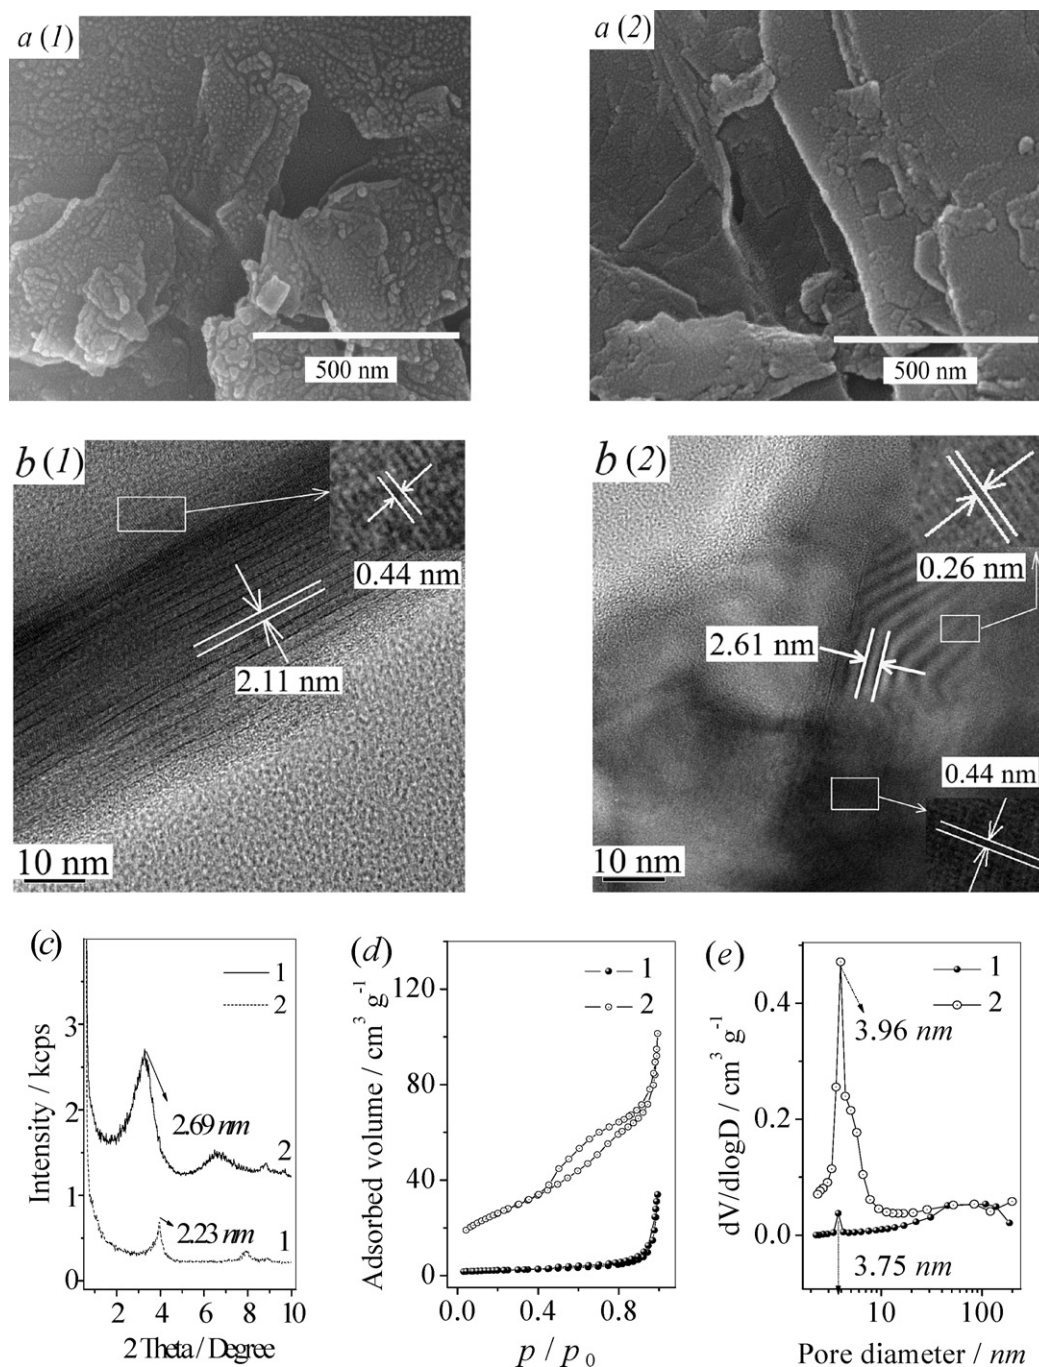 a (1)
500 nm
a (2)
500 nm
b (1)
0.44 nm
2.11 nm
10 nm
b (2)
0.26 nm
2.61 nm
0.44 nm
10 nm
(c)
1
2
3
2
1
0
2.69 nm
2
2.23 nm
1
2 4 6 8 10
Intensity / kcps
2 Theta / Degree
(d)
1
2
120
80
40
0
0.0 0.4 0.8
Adsorbed volume / cm³ g⁻¹
p / p₀
(e)
1
2
0.4
0.2
0.0
3.96 nm
3.75 nm
10 100
dV/dlogD / cm³ g⁻¹
Pore diameter / nm